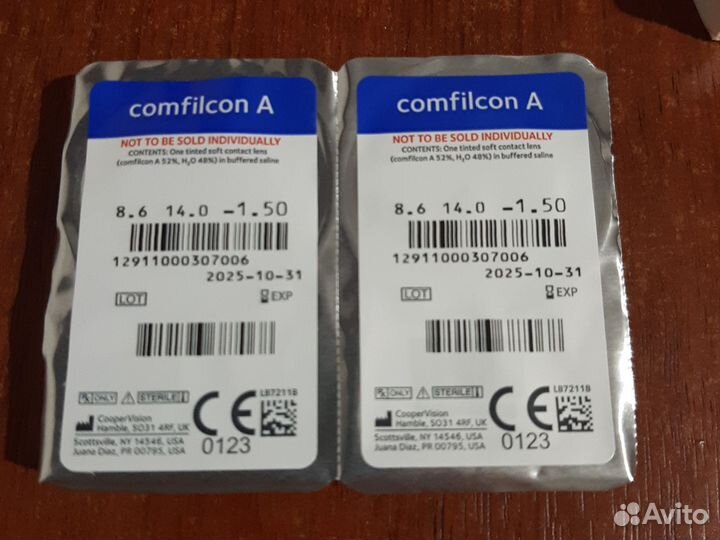 comfilcon A
NOT TO BE SOLD INDIVIDUALLY
CONTENTS: One tinted soft contact lens
(comfilcon A 52%, H₂O 48%) in buffered saline
8.6 14.0 -1.50
12911000307006
2025-10-31
LOT EXP
Rx ONLY STERILE LB7211B
CooperVision
Hamble, SO31 4RF, UK
Scottsville, NY 14546, USA
Juana Diaz, PR 00795, USA
CE
0123
comfilcon A
NOT TO BE SOLD INDIVIDUALLY
CONTENTS: One tinted soft contact lens
(comfilcon A 52%, H₂O 48%) in buffered saline
8.6 14.0 -1.50
12911000307006
2025-10-31
LOT EXP
Rx ONLY STERILE LB7211B
CooperVision
Hamble, SO31 4RF, UK
Scottsville, NY 14546, USA
Juana Diaz, PR 00795, USA
CE
0123
Avito